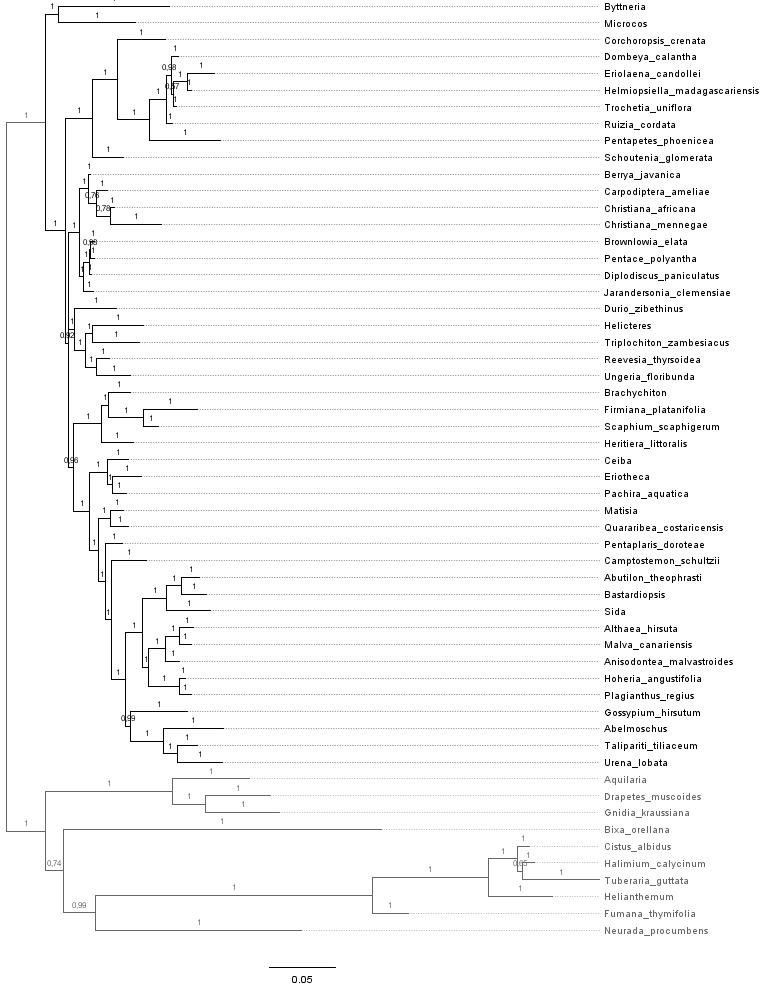 Byttneria
Microcos
Corchoropsis_crenata
Dombeya_calantha
Eriolaena_candollei
Helmiopsiella_madagascariensis
Trochetia_uniflora
Ruizia_cordata
Pentapetes_phoenicea
Schoutenia_glomerata
Berrya_javanica
Carpodiptera_ameliae
Christiana_africana
Christiana_mennegae
Brownlowia_elata
Pentace_polyantha
Diplodiscus_paniculatus
Jarandersonia_clemensiae
Durio_zibethinus
Helicteres
Triplochiton_zambesiacus
Reevesia_thyrsoidea
Ungeria_floribunda
Brachychiton
Firmiana_platanifolia
Scaphium_scaphigerum
Heritiera_littoralis
Ceiba
Eriotheca
Pachira_aquatica
Matisia
Quararibea_costaricensis
Pentaplaris_doroteae
Camptostemon_schultzii
Abutilon_theophrasti
Bastardiopsis
Sida
Althaea_hirsuta
Malva_canariensis
Anisodontea_malvastroides
Hoheria_angustifolia
Plagianthus_regius
Gossypium_hirsutum
Abelmoschus
Talipariti_tiliaceum
Urena_lobata
Aquilaria
Drapetes_muscoides
Gnidia_kraussiana
Bixa_orellana
Cistus_albidus
Halimium_calycinum
Tuberaria_guttata
Helianthemum
Fumana_thymifolia
Neurada_procumbens
0.05